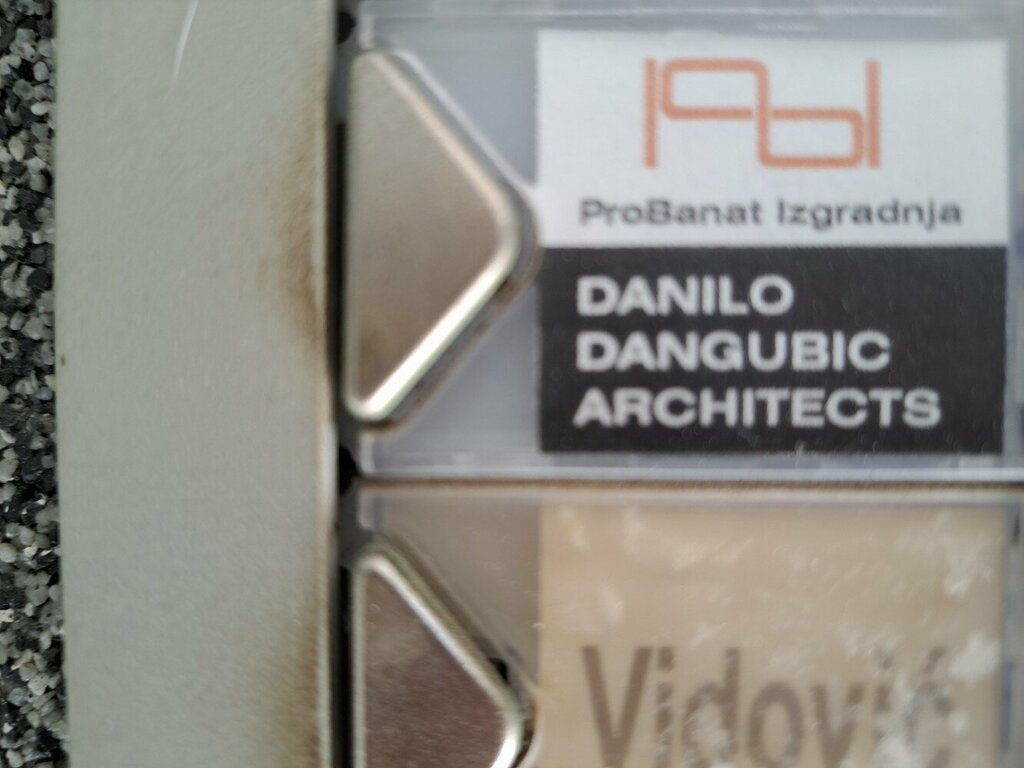 ProBanat Izgradnja
DANILO
DANGUBIC
ARCHITECTS
Vidović